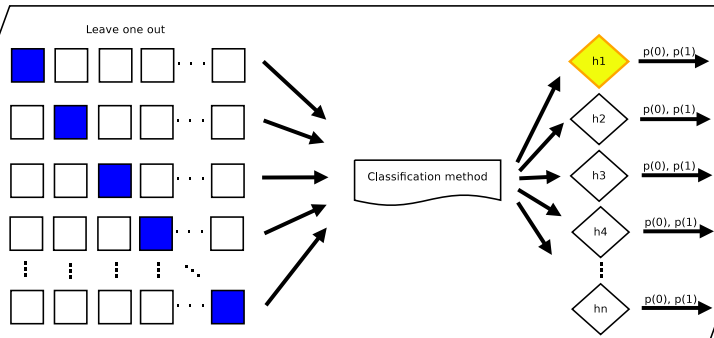 Leave one out
Classification method
h1
p(0), p(1)
h2
p(0), p(1)
h3
p(0), p(1)
h4
p(0), p(1)
hn
p(0), p(1)